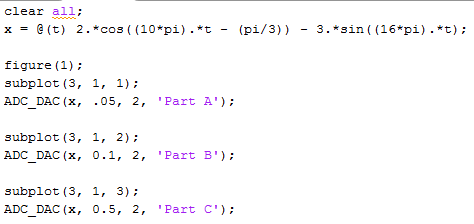 clear all;
x = @(t) 2.*cos((10*pi).*t - (pi/3)) - 3.*sin((16*pi).*t);
figure(1);
subplot(3, 1, 1);
ADC_DAC(x, .05, 2, 'Part A');
subplot(3, 1, 2);
ADC_DAC(x, 0.1, 2, 'Part B');
subplot(3, 1, 3);
ADC_DAC(x, 0.5, 2, 'Part C');